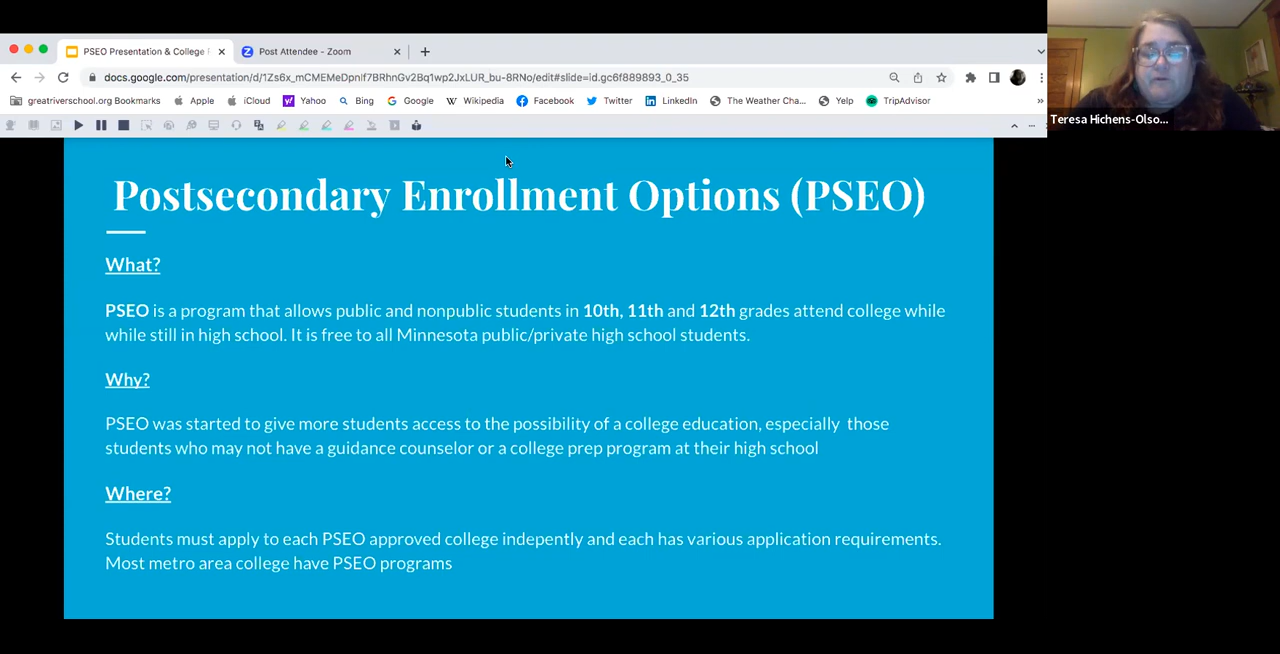 PSEO Presentation & College
Post Attendee - Zoom
docs.google.com/presentation/d/1Zs6x_mCMEMeDpnIf7BRhnGv2Bq1wp2JxLUR_bu-8RNo/edit#slide=id.gc6f889893_0_35
greatriverschool.org Bookmarks Apple iCloud Yahoo Bing Google Wikipedia Facebook Twitter LinkedIn The Weather Cha... Yelp TripAdvisor
Teresa Hichens-Olso...
Postsecondary Enrollment Options (PSEO)
What?
PSEO is a program that allows public and nonpublic students in 10th, 11th and 12th grades attend college while
while still in high school. It is free to all Minnesota public/private high school students.
Why?
PSEO was started to give more students access to the possibility of a college education, especially those
students who may not have a guidance counselor or a college prep program at their high school
Where?
Students must apply to each PSEO approved college indepently and each has various application requirements.
Most metro area college have PSEO programs